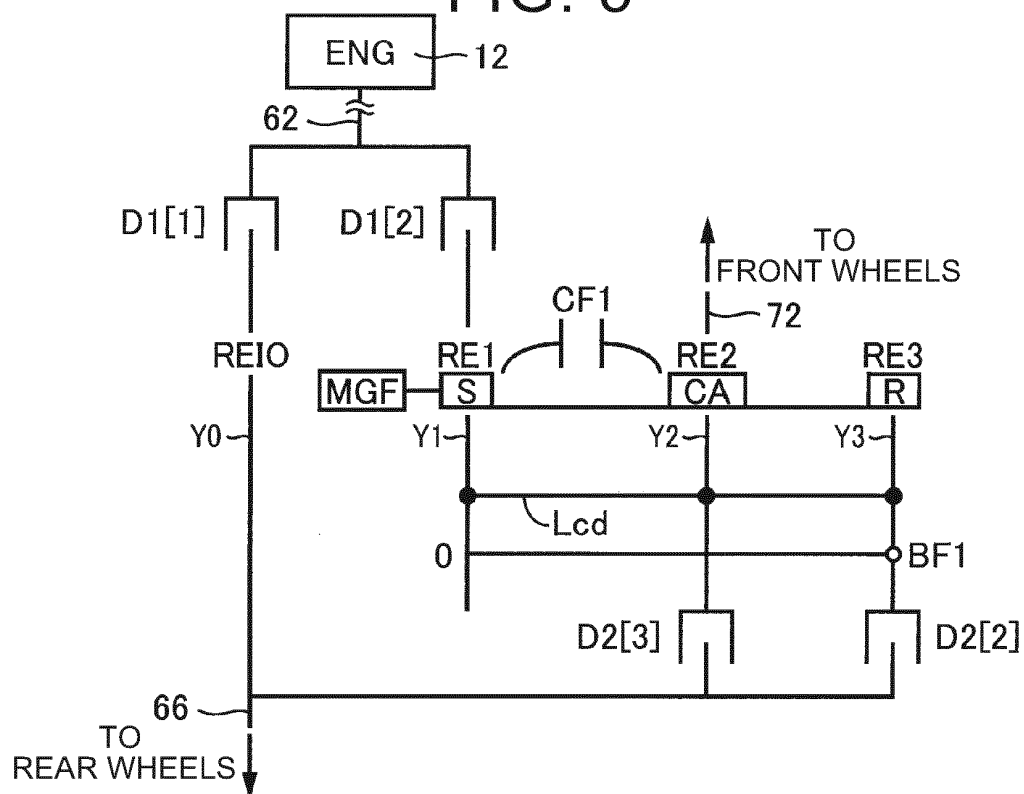 ENG
12
62
D1[1]
D1[2]
TO
FRONT WHEELS
CF1
72
REIO
RE1
RE2
RE3
MGF
S
CA
R
Y0
Y1
Y2
Y3
Lcd
0
BF1
D2[3]
D2[2]
66
TO
REAR WHEELS